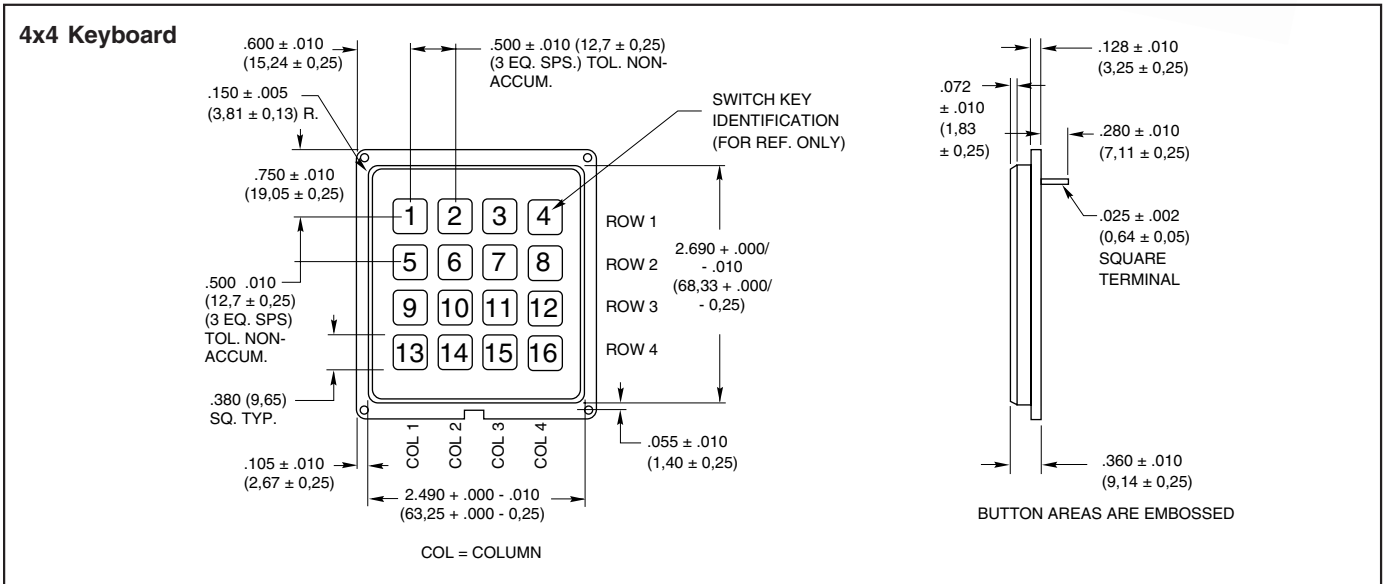 4x4 Keyboard
.600 ± .010
(15,24 ± 0,25)
.500 ± .010 (12,7 ± 0,25)
(3 EQ. SPS.) TOL. NON-
ACCUM.
.150 ± .005
(3,81 ± 0,13) R.
SWITCH KEY
IDENTIFICATION
(FOR REF. ONLY)
.750 ± .010
(19,05 ± 0,25)
1 2 3 4
ROW 1
5 6 7 8
ROW 2
9 10 11 12
ROW 3
13 14 15 16
ROW 4
2.690 + .000/
- .010
(68,33 + .000/
- 0,25)
.500 .010
(12,7 ± 0,25)
(3 EQ. SPS)
TOL. NON-
ACCUM.
.380 (9,65)
SQ. TYP.
COL 1
COL 2
COL 3
COL 4
.055 ± .010
(1,40 ± 0,25)
.105 ± .010
(2,67 ± 0,25)
2.490 + .000 - .010
(63,25 + .000 - 0,25)
COL = COLUMN
.128 ± .010
(3,25 ± 0,25)
.072
± .010
(1,83
± 0,25)
.280 ± .010
(7,11 ± 0,25)
.025 ± .002
(0,64 ± 0,05)
SQUARE
TERMINAL
.360 ± .010
(9,14 ± 0,25)
BUTTON AREAS ARE EMBOSSED